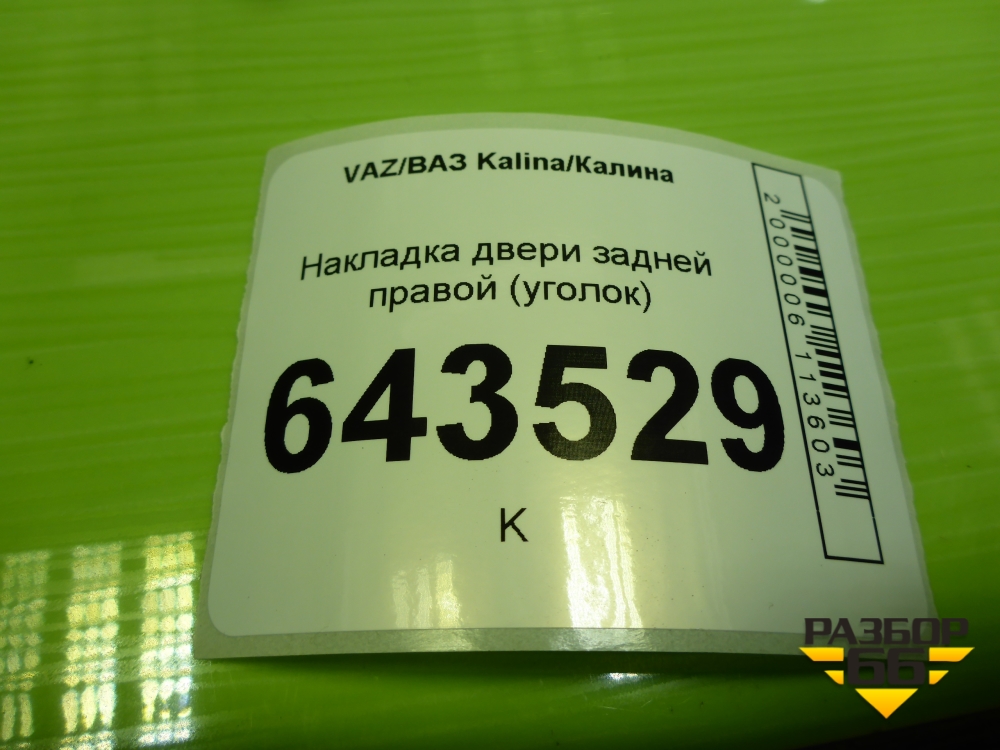 VAZ/ВАЗ Kalina/Калина
Накладка двери задней
правой (уголок)
643529
К
2000006113603
РАЗБОР
66